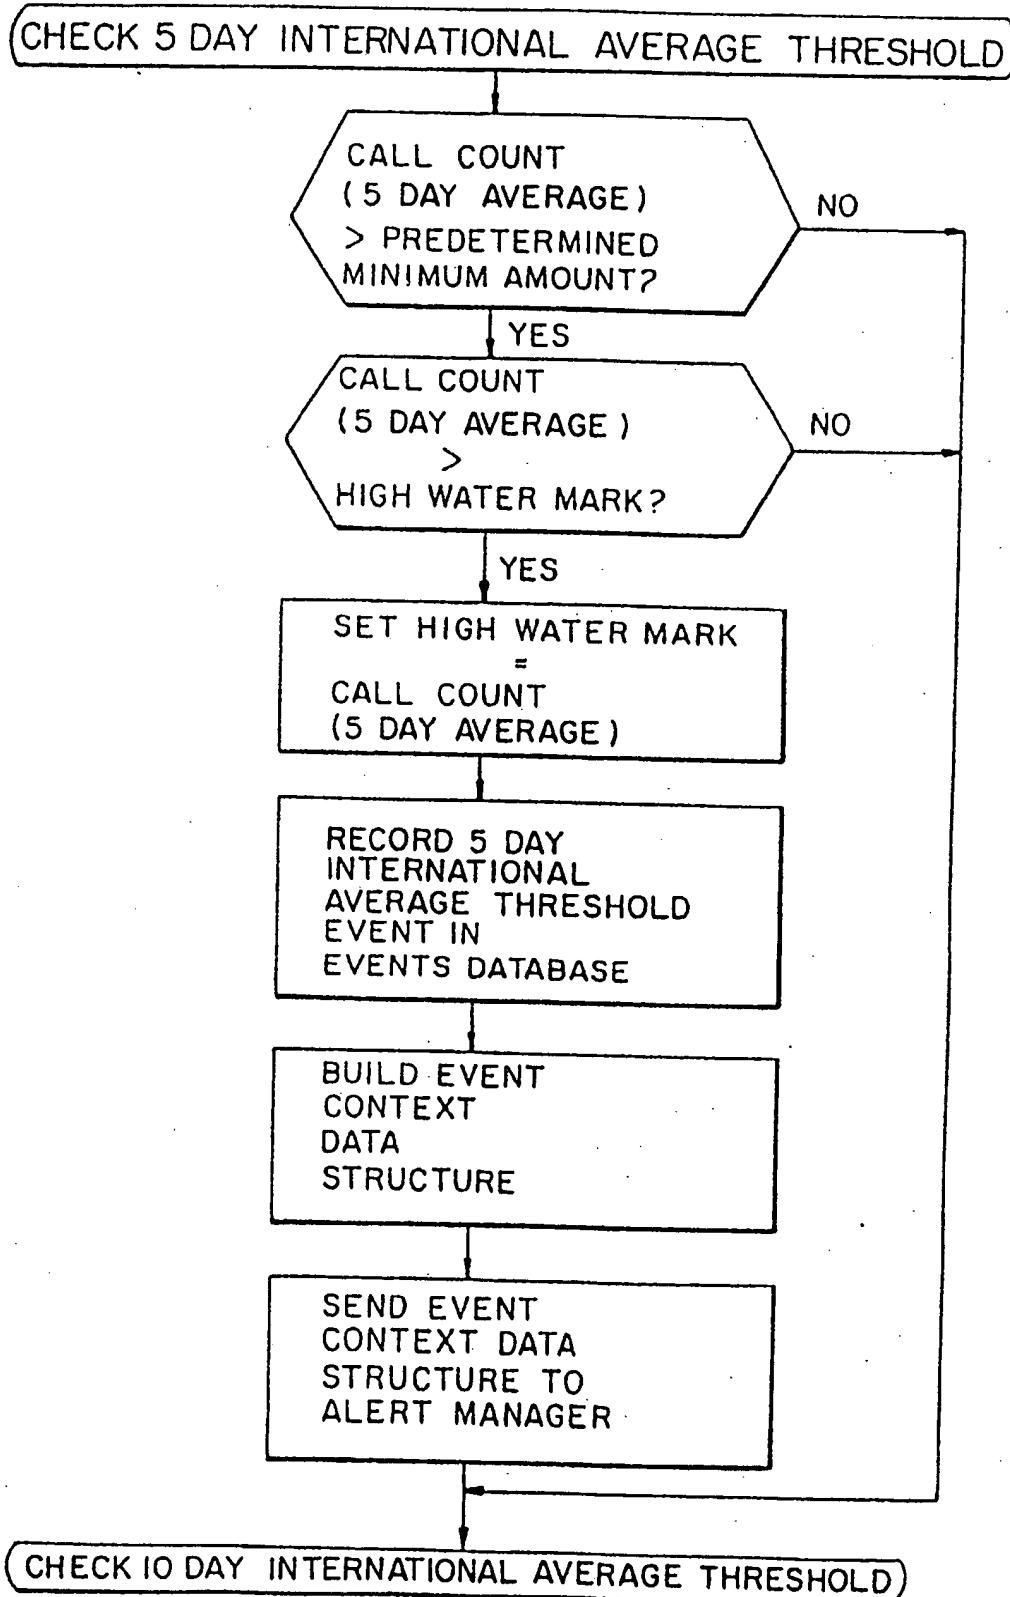 CHECK 5 DAY INTERNATIONAL AVERAGE THRESHOLD
CALL COUNT
(5 DAY AVERAGE)
> PREDETERMINED
MINIMUM AMOUNT?
NO
YES
CALL COUNT
(5 DAY AVERAGE)
>
HIGH WATER MARK?
NO
YES
SET HIGH WATER MARK
=
CALL COUNT
(5 DAY AVERAGE)
RECORD 5 DAY
INTERNATIONAL
AVERAGE THRESHOLD
EVENT IN
EVENTS DATABASE
BUILD EVENT
CONTEXT
DATA
STRUCTURE
SEND EVENT
CONTEXT DATA
STRUCTURE TO
ALERT MANAGER
CHECK 10 DAY INTERNATIONAL AVERAGE THRESHOLD